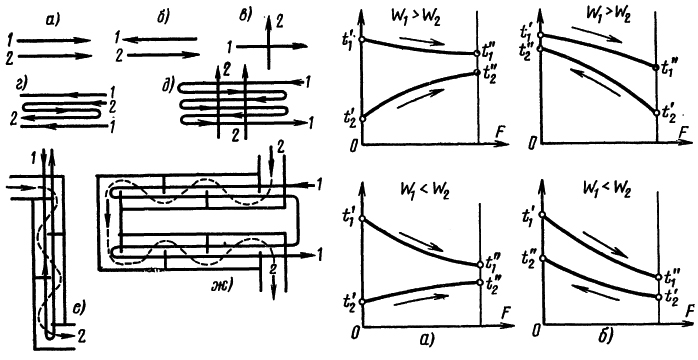 а) б) в) 2
1 1 1
2 2
г) 1 д) 2 1
2
2 1 2 1
1 2 1
1
2
е) 2 ж)
W₁>W₂ W₁>W₂
t₁′ t₁″ t₂″ t₂′ 0 F
t₁′ t₂″ t₁″ t₂′ 0 F
W₁<W₂ W₁<W₂
t₁′ t₁″ t₂″ t₂′ 0 F
t₁′ t₂″ t₁″ t₂′ 0 F
а) б)